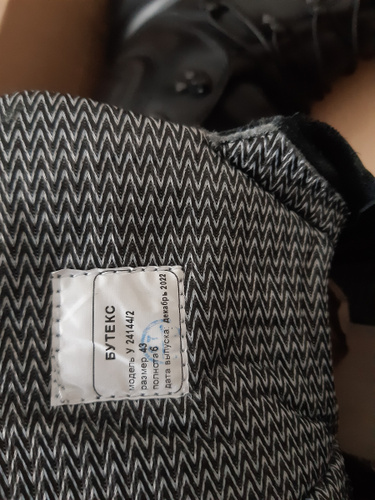 БУТЕКС
модель У 24144/2
размер 43
полнота 6
дата выпуска декабрь 2022